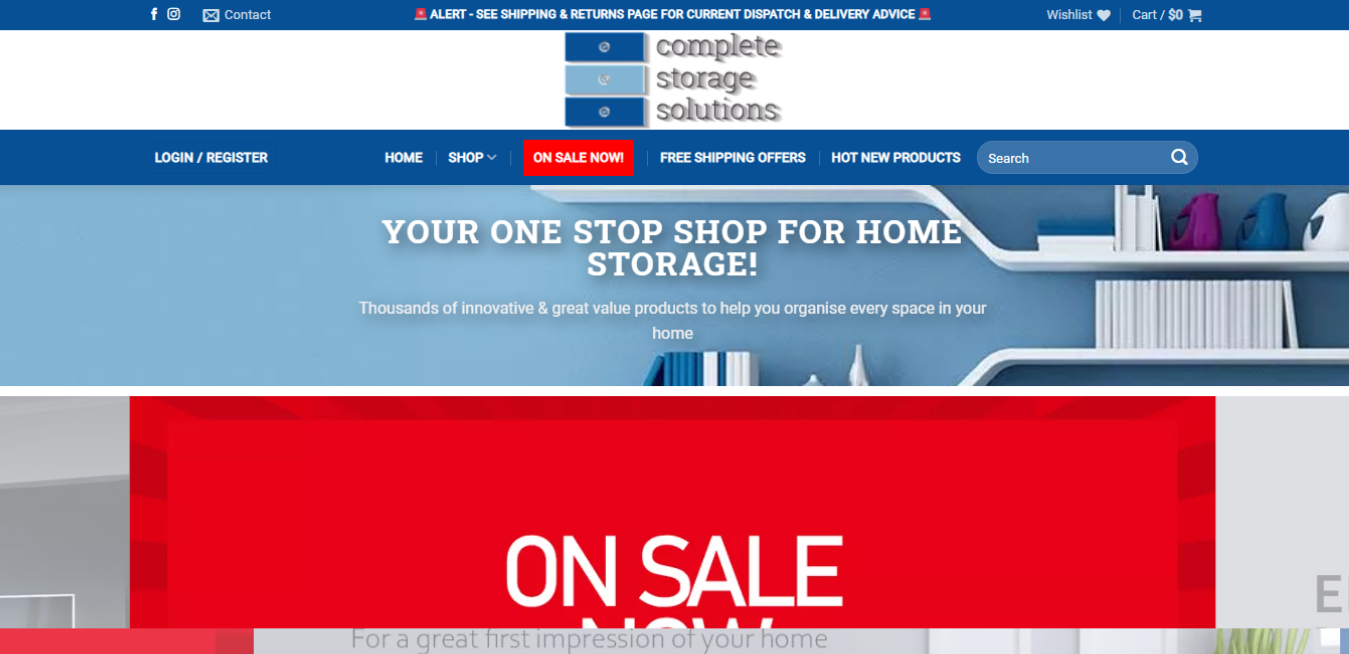 Contact
🚨 ALERT - SEE SHIPPING & RETURNS PAGE FOR CURRENT DISPATCH & DELIVERY ADVICE 🚨
Wishlist
Cart / $0
complete
storage
solutions
LOGIN / REGISTER
HOME
SHOP
ON SALE NOW!
FREE SHIPPING OFFERS
HOT NEW PRODUCTS
Search
YOUR ONE STOP SHOP FOR HOME
STORAGE!
Thousands of innovative & great value products to help you organise every space in your
home
ON SALE
NOW
For a great first impression of your home